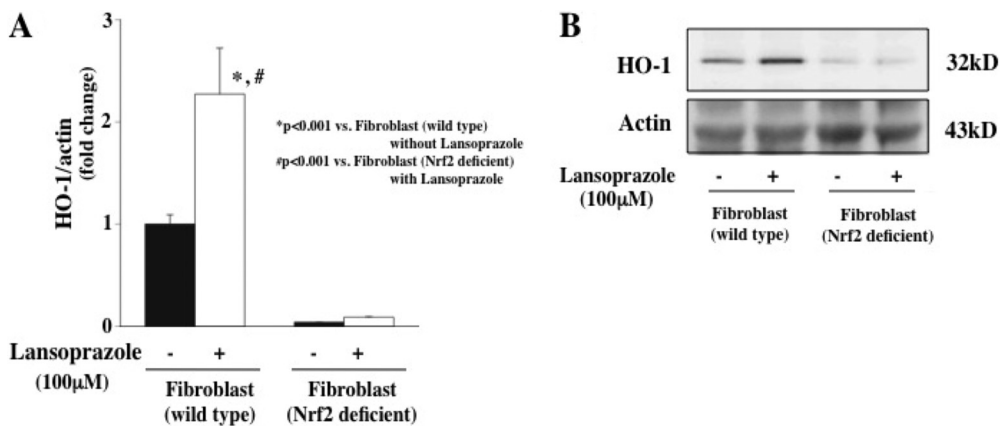 A
HO-1/actin
(fold change)
3
2
1
0
*, #
*p<0.001 vs. Fibroblast (wild type)
without Lansoprazole
#p<0.001 vs. Fibroblast (Nrf2 deficient)
with Lansoprazole
Lansoprazole - + - +
(100μM)
Fibroblast Fibroblast
(wild type) (Nrf2 deficient)
B
HO-1 32kD
Actin 43kD
Lansoprazole - + - +
(100μM)
Fibroblast Fibroblast
(wild type) (Nrf2 deficient)